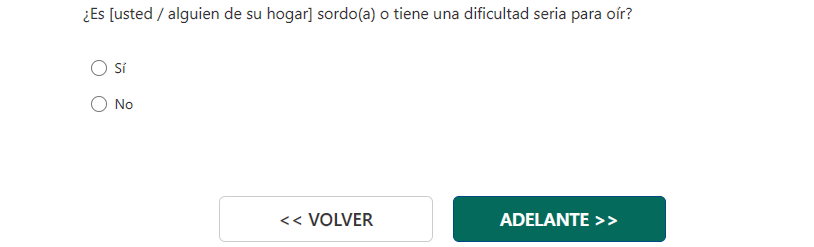 ¿Es [usted / alguien de su hogar] sordo(a) o tiene una dificultad seria para oír?
Sí
No
<< VOLVER
ADELANTE >>